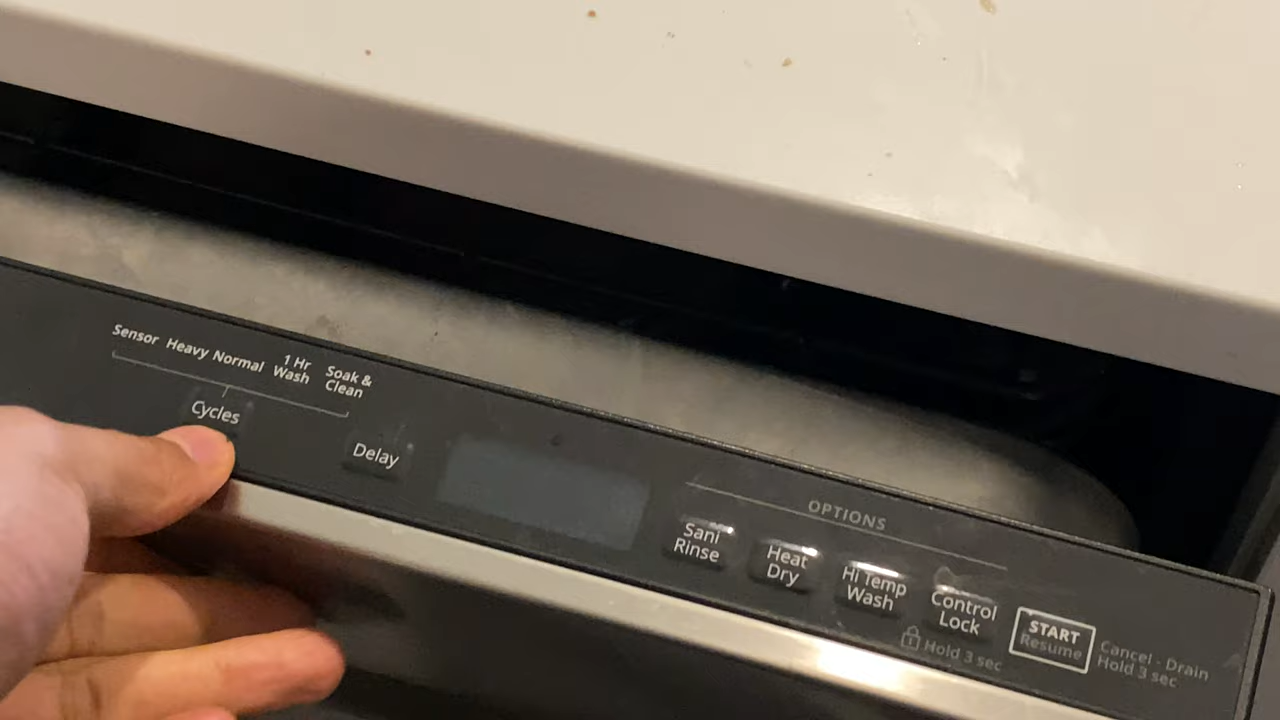 Sensor Heavy Normal 1 Hr Wash Soak & Clean
Cycles
Delay
OPTIONS
Sani Rinse
Heat Dry
Hi Temp Wash
Control Lock
Hold 3 sec
START
Resume
Cancel - Drain
Hold 3 sec